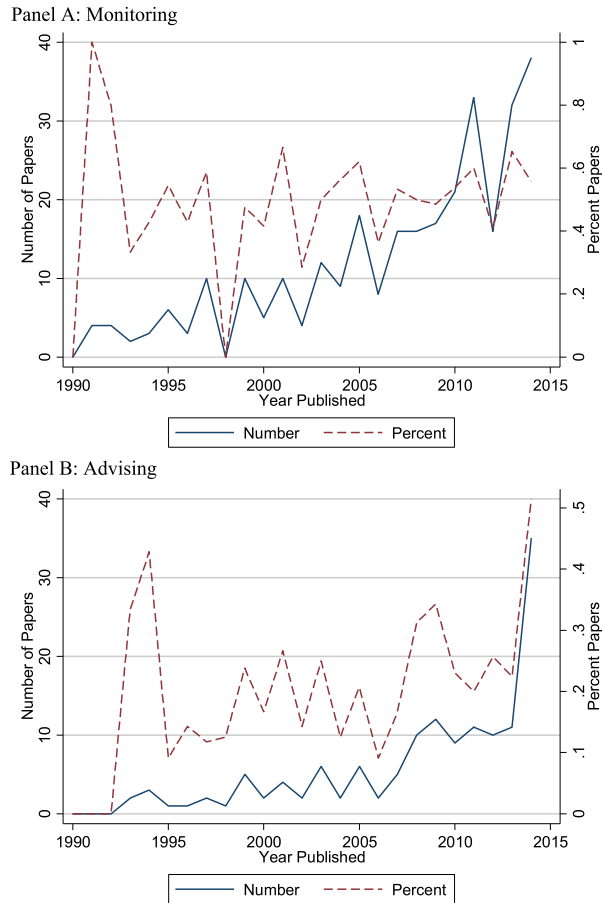 Panel A: Monitoring
40
30
20
10
0
Number of Papers
1
.8
.6
.4
.2
0
Percent Papers
1990 1995 2000 2005 2010 2015
Year Published
Number Percent
Panel B: Advising
40
30
20
10
0
Number of Papers
.5
.4
.3
.2
.1
0
Percent Papers
1990 1995 2000 2005 2010 2015
Year Published
Number Percent